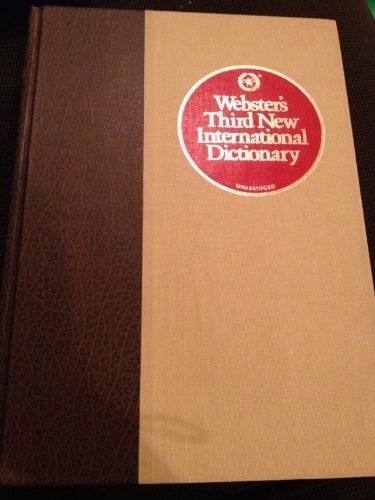 Webster's
Third New
International
Dictionary
UNABRIDGED